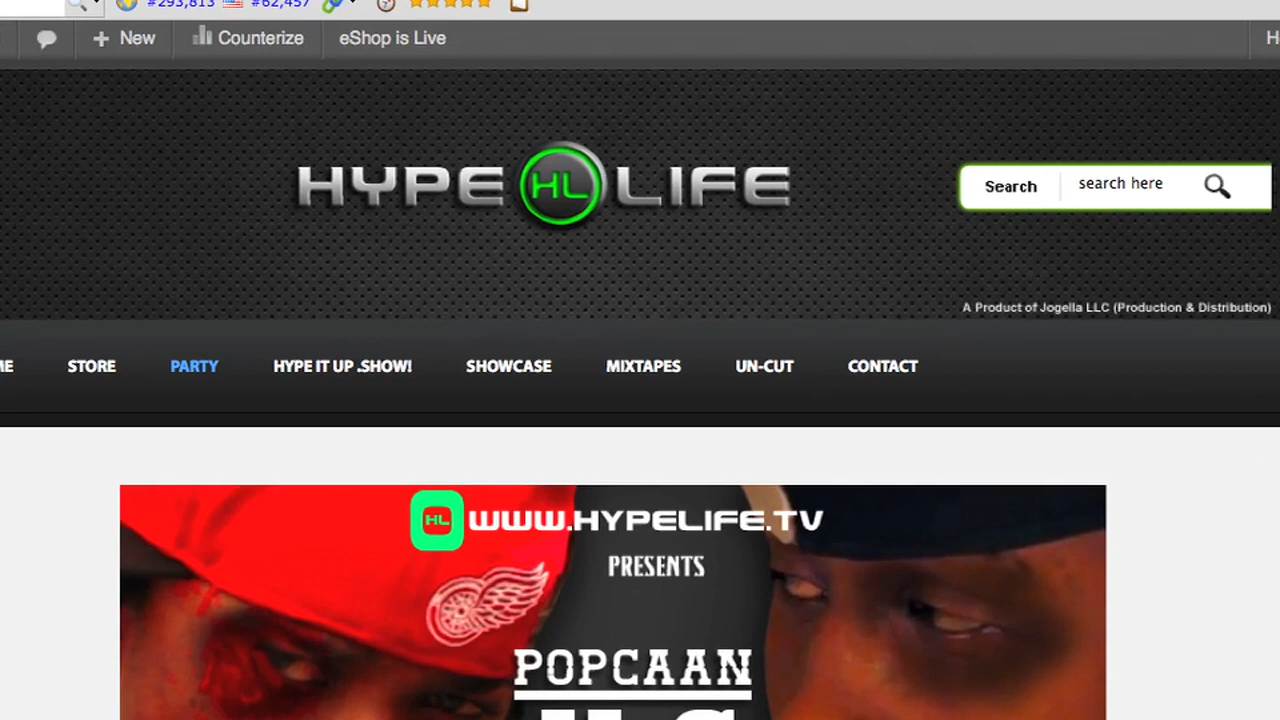 #293,813 #62,457
New Counterize eShop is Live H
HYPE HL LIFE
Search search here
A Product of Jogella LLC (Production & Distribution)
ME STORE PARTY HYPE IT UP .SHOW! SHOWCASE MIXTAPES UN-CUT CONTACT
HL WWW.HYPELIFE.TV
PRESENTS
POPCAAN